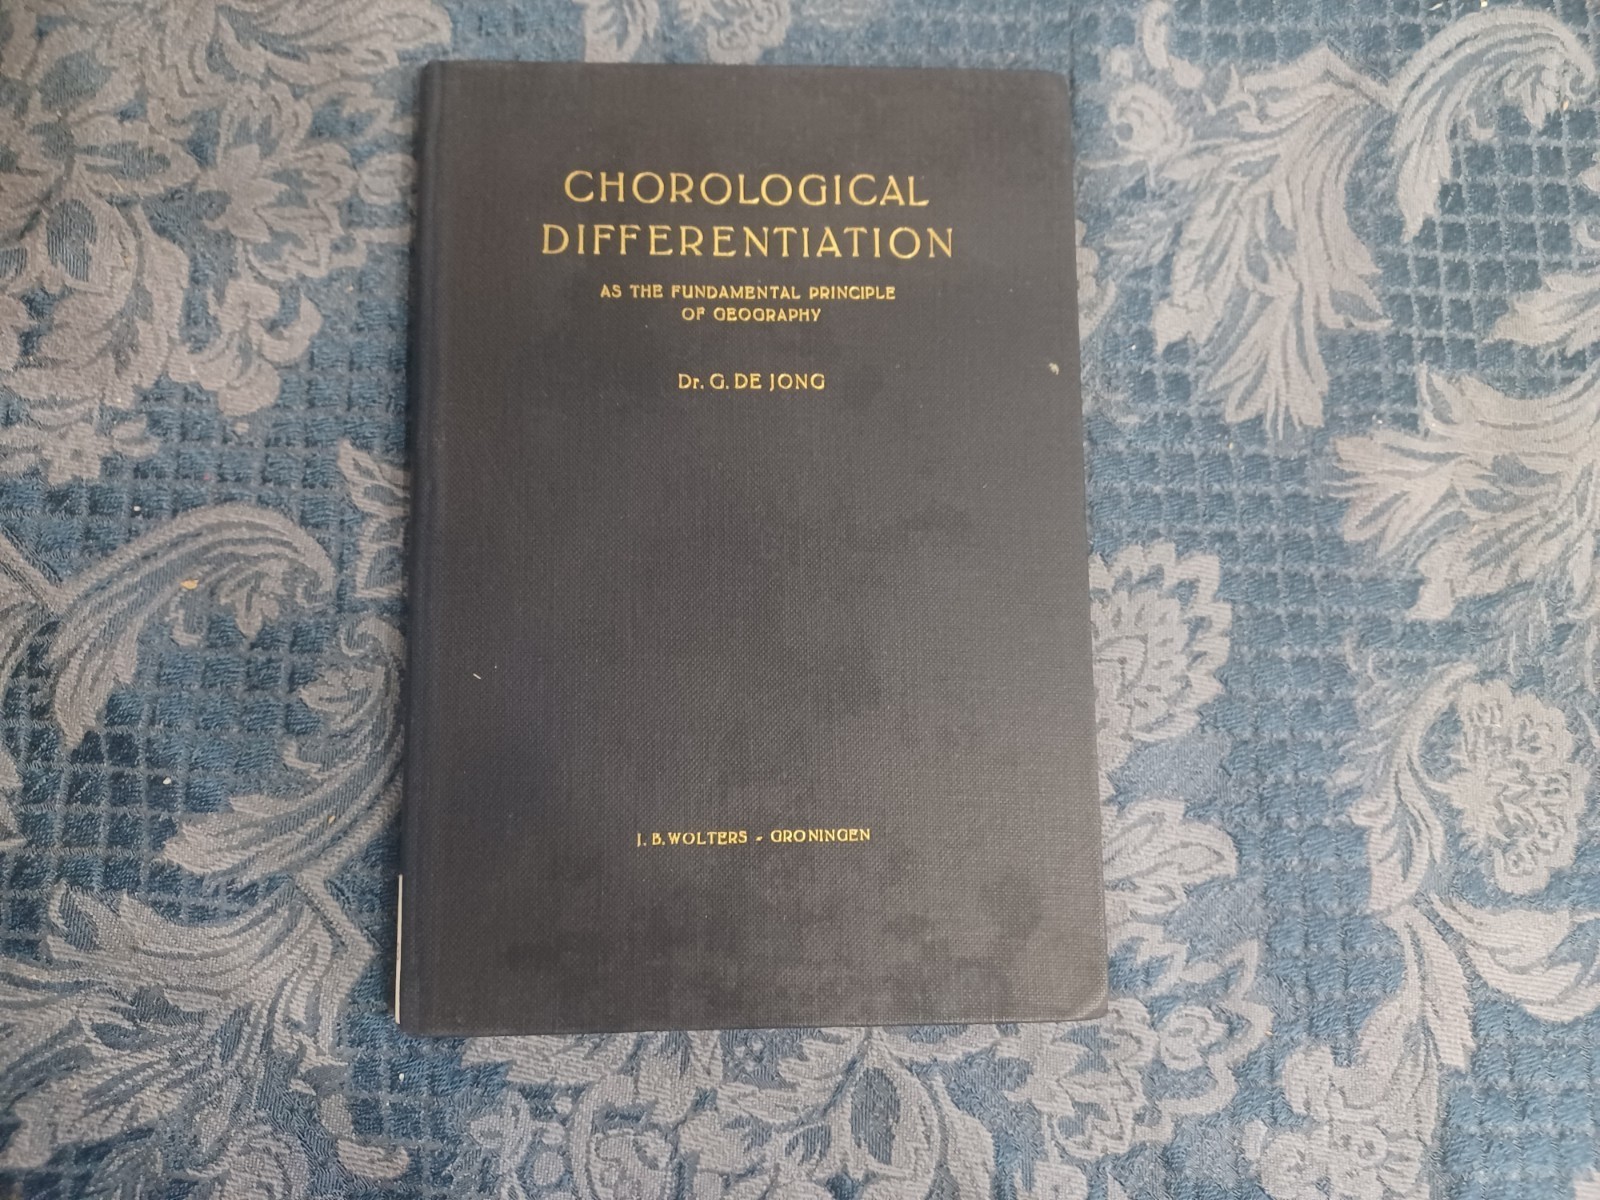 CHOROLOGICAL
DIFFERENTIATION
AS THE FUNDAMENTAL PRINCIPLE
OF GEOGRAPHY
Dr. G. DE JONG
J. B. WOLTERS - GRONINGEN